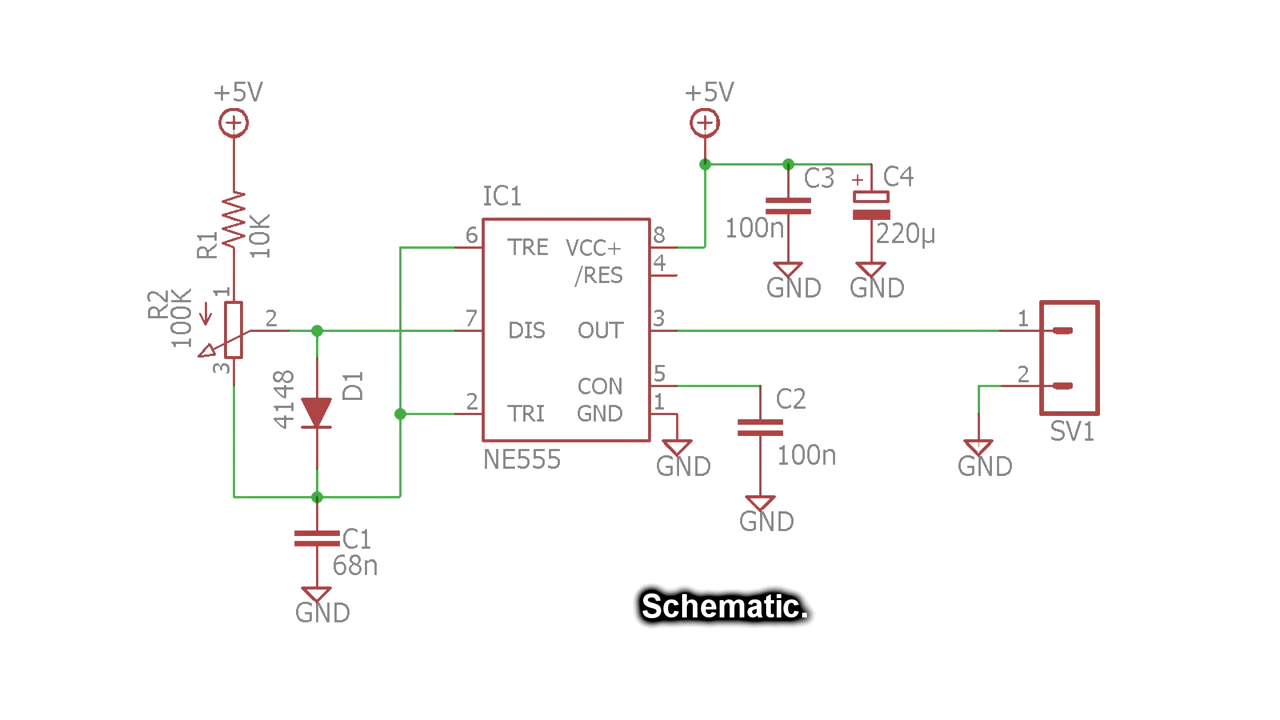 +5V
+5V
C3
C4
100n
220µ
GND
GND
IC1
R1
10K
R2
100K
1
2
3
4148
D1
6
7
2
TRE
VCC+
/RES
DIS
OUT
CON
TRI
GND
8
4
3
5
1
NE555
GND
C2
100n
GND
1
2
SV1
GND
C1
68n
GND
Schematic.